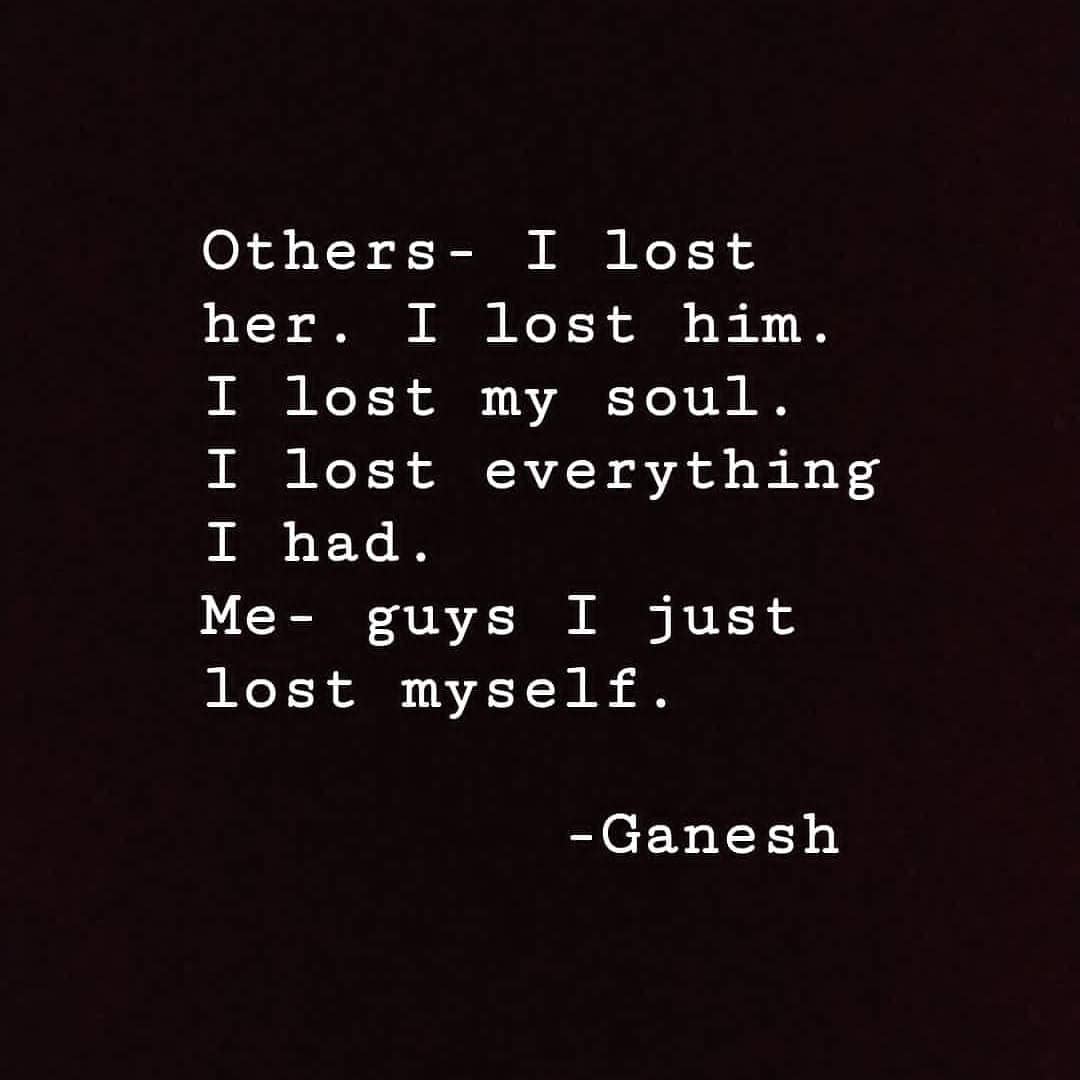 Others- I lost
her. I lost him.
I lost my soul.
I lost everything
I had.
Me- guys I just
lost myself.
-Ganesh